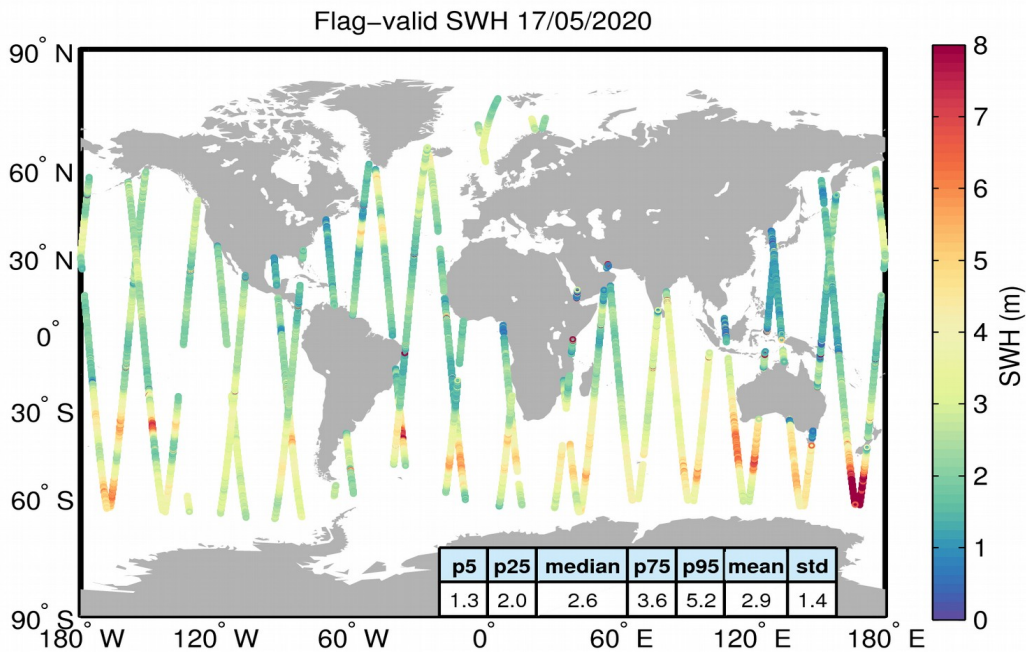 Flag−valid SWH 17/05/2020
90° N
60° N
30° N
0°
30° S
60° S
90° S
180° W
120° W
60° W
0°
60° E
120° E
180° E
p5 p25 median p75 p95 mean std
1.3 2.0 2.6 3.6 5.2 2.9 1.4
8
7
6
5
4
3
2
1
0
SWH (m)